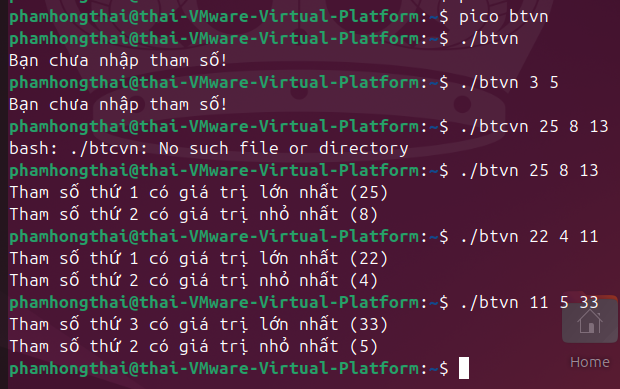 phamhongthai@thai-VMware-Virtual-Platform:~$ pico btvn
phamhongthai@thai-VMware-Virtual-Platform:~$ ./btvn
Bạn chưa nhập tham số!
phamhongthai@thai-VMware-Virtual-Platform:~$ ./btvn 3 5
Bạn chưa nhập tham số!
phamhongthai@thai-VMware-Virtual-Platform:~$ ./btcvn 25 8 13
bash: ./btcvn: No such file or directory
phamhongthai@thai-VMware-Virtual-Platform:~$ ./btvn 25 8 13
Tham số thứ 1 có giá trị lớn nhất (25)
Tham số thứ 2 có giá trị nhỏ nhất (8)
phamhongthai@thai-VMware-Virtual-Platform:~$ ./btvn 22 4 11
Tham số thứ 1 có giá trị lớn nhất (22)
Tham số thứ 2 có giá trị nhỏ nhất (4)
phamhongthai@thai-VMware-Virtual-Platform:~$ ./btvn 11 5 33
Tham số thứ 3 có giá trị lớn nhất (33)
Tham số thứ 2 có giá trị nhỏ nhất (5)
Home
phamhongthai@thai-VMware-Virtual-Platform:~$